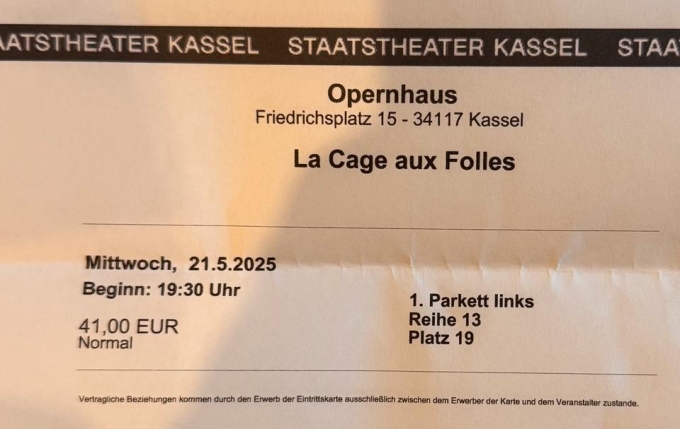 AATSTHEATER KASSEL STAATSTHEATER KASSEL STAA
Opernhaus
Friedrichsplatz 15 - 34117 Kassel
La Cage aux Folles
Mittwoch, 21.5.2025
Beginn: 19:30 Uhr
41,00 EUR
Normal
1. Parkett links
Reihe 13
Platz 19
Vertragliche Beziehungen kommen durch den Erwerb der Eintrittskarte ausschließlich zwischen dem Erwerber der Karte und dem Veranstalter zustande.